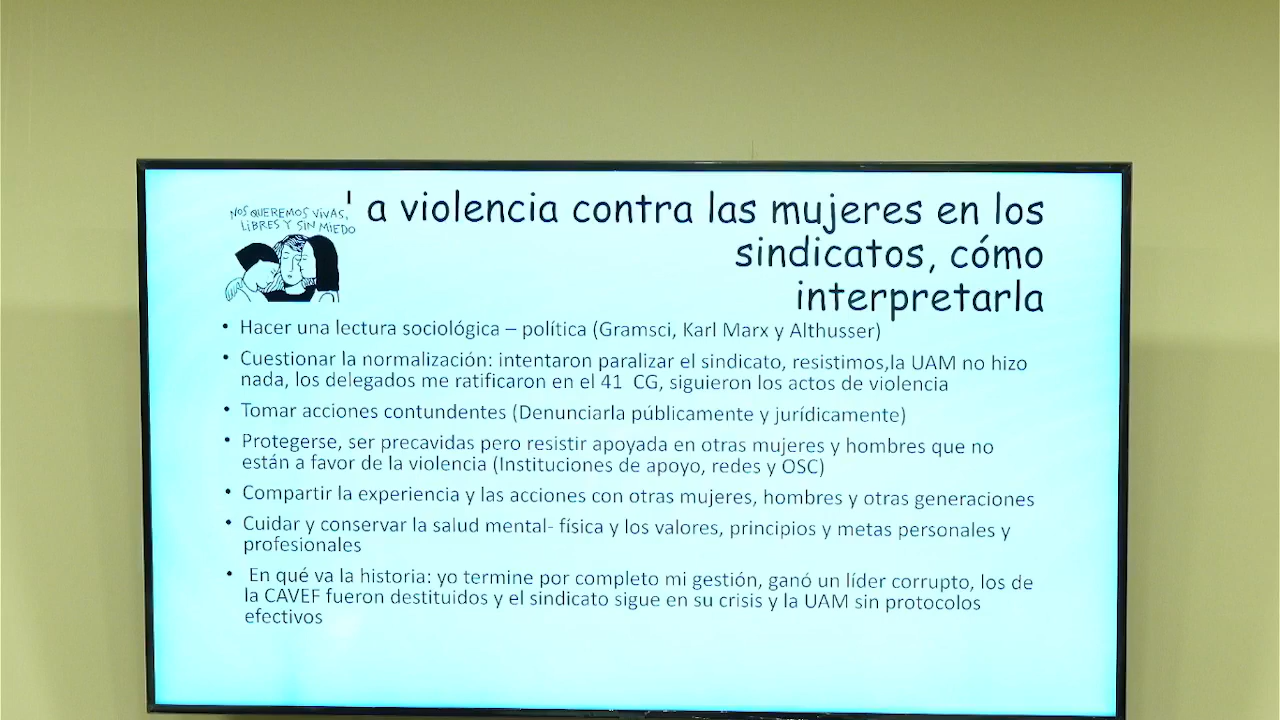 NOS QUEREMOS VIVAS,
LIBRES Y SIN MIEDO
a violencia contra las mujeres en los
sindicatos, cómo
interpretarla
• Hacer una lectura sociológica – política (Gramsci, Karl Marx y Althusser)
• Cuestionar la normalización: intentaron paralizar el sindicato, resistimos,la UAM no hizo
nada, los delegados me ratificaron en el 41 CG, siguieron los actos de violencia
• Tomar acciones contundentes (Denunciarla públicamente y jurídicamente)
• Protegerse, ser precavidas pero resistir apoyada en otras mujeres y hombres que no
están a favor de la violencia (Instituciones de apoyo, redes y OSC)
• Compartir la experiencia y las acciones con otras mujeres, hombres y otras generaciones
• Cuidar y conservar la salud mental- física y los valores, principios y metas personales y
profesionales
• En qué va la historia: yo termine por completo mi gestión, ganó un líder corrupto, los de
la CAVEF fueron destituidos y el sindicato sigue en su crisis y la UAM sin protocolos
efectivos